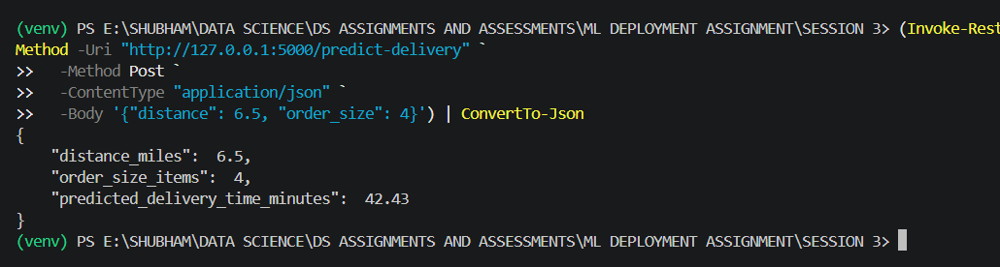 (venv) PS E:\SHUBHAM\DATA SCIENCE\DS ASSIGNMENTS AND ASSESSMENTS\ML DEPLOYMENT ASSIGNMENT\SESSION 3> (Invoke-Rest
Method -Uri "http://127.0.0.1:5000/predict-delivery" `
>>   -Method Post `
>>   -ContentType "application/json" `
>>   -Body '{"distance": 6.5, "order_size": 4}') | ConvertTo-Json
{
    "distance_miles":  6.5,
    "order_size_items":  4,
    "predicted_delivery_time_minutes":  42.43
}
(venv) PS E:\SHUBHAM\DATA SCIENCE\DS ASSIGNMENTS AND ASSESSMENTS\ML DEPLOYMENT ASSIGNMENT\SESSION 3>